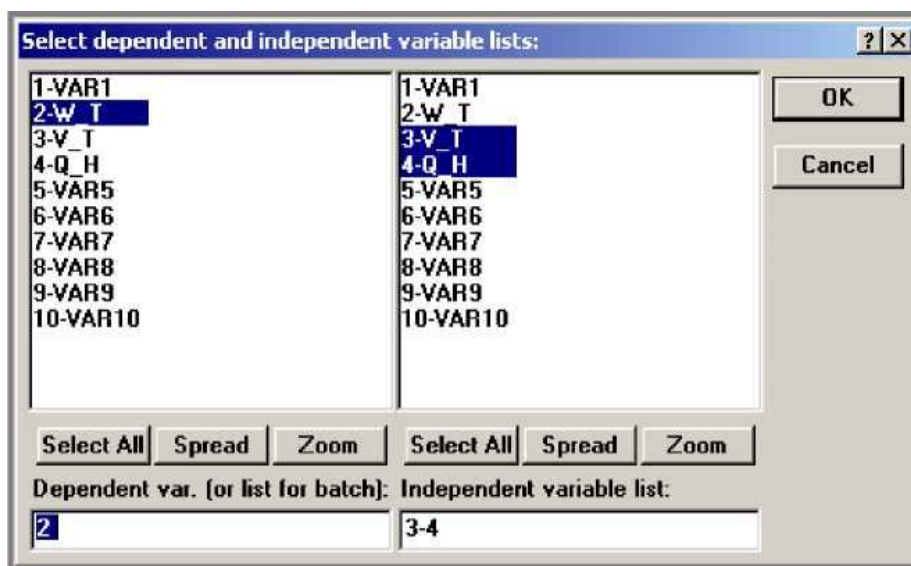 Select dependent and independent variable lists:
? ×
1-VAR1
2-W_T
3-V_T
4-Q_H
5-VAR5
6-VAR6
7-VAR7
8-VAR8
9-VAR9
10-VAR10
1-VAR1
2-W_T
3-V_T
4-Q_H
5-VAR5
6-VAR6
7-VAR7
8-VAR8
9-VAR9
10-VAR10
OK
Cancel
Select All Spread Zoom
Select All Spread Zoom
Dependent var. (or list for batch):
2
Independent variable list:
3-4